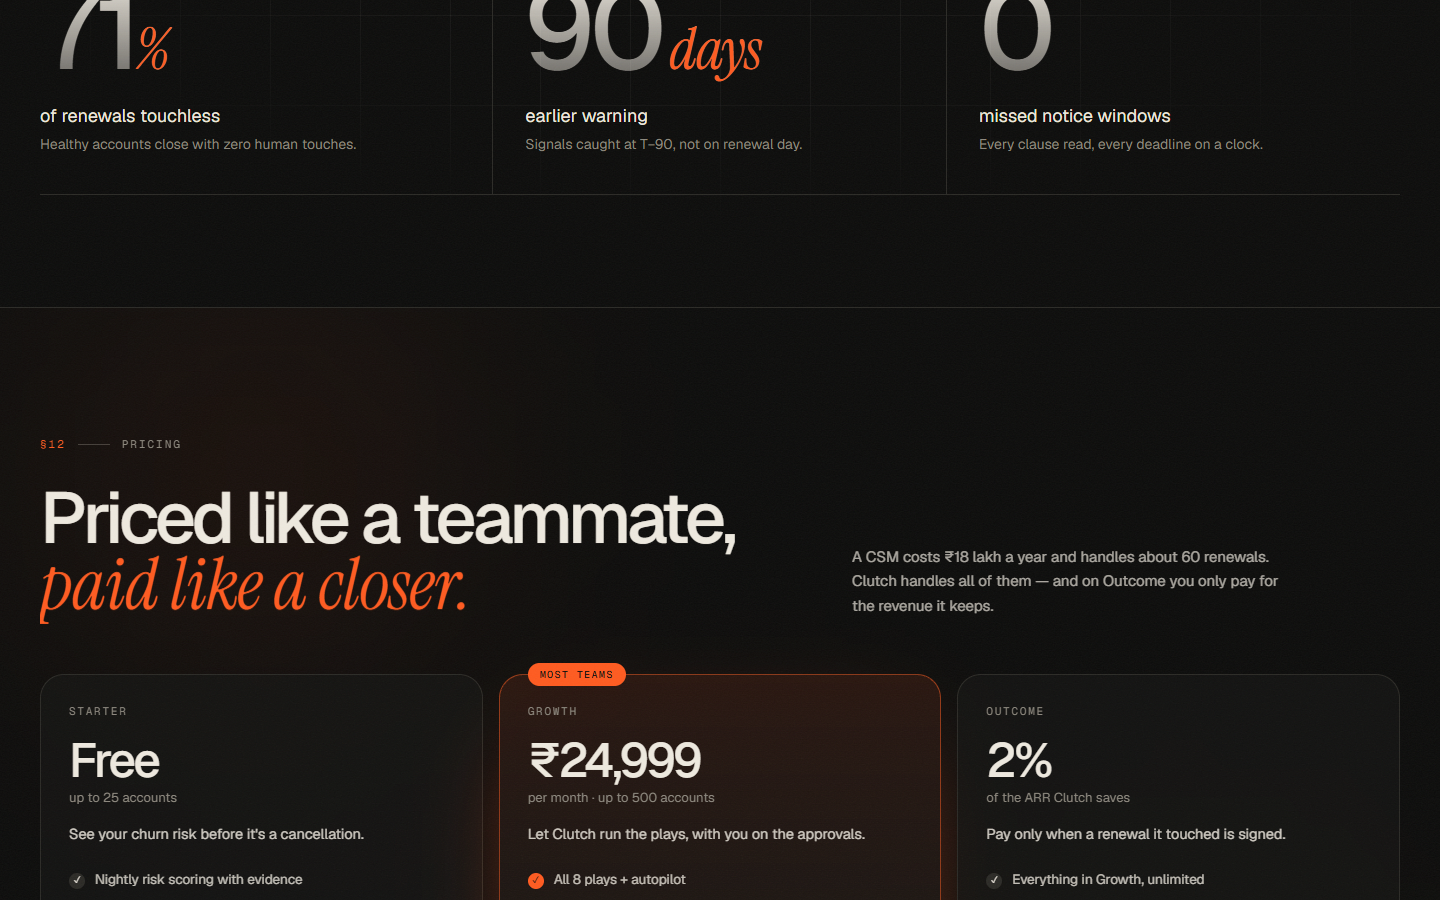 71%
of renewals touchless
Healthy accounts close with zero human touches.
90 days
earlier warning
Signals caught at T–90, not on renewal day.
0
missed notice windows
Every clause read, every deadline on a clock.
§12 PRICING
Priced like a teammate,
paid like a closer.
A CSM costs ₹18 lakh a year and handles about 60 renewals.
Clutch handles all of them — and on Outcome you only pay for
the revenue it keeps.
STARTER
Free
up to 25 accounts
See your churn risk before it's a cancellation.
✓ Nightly risk scoring with evidence
MOST TEAMS
GROWTH
₹24,999
per month · up to 500 accounts
Let Clutch run the plays, with you on the approvals.
✓ All 8 plays + autopilot
OUTCOME
2%
of the ARR Clutch saves
Pay only when a renewal it touched is signed.
✓ Everything in Growth, unlimited